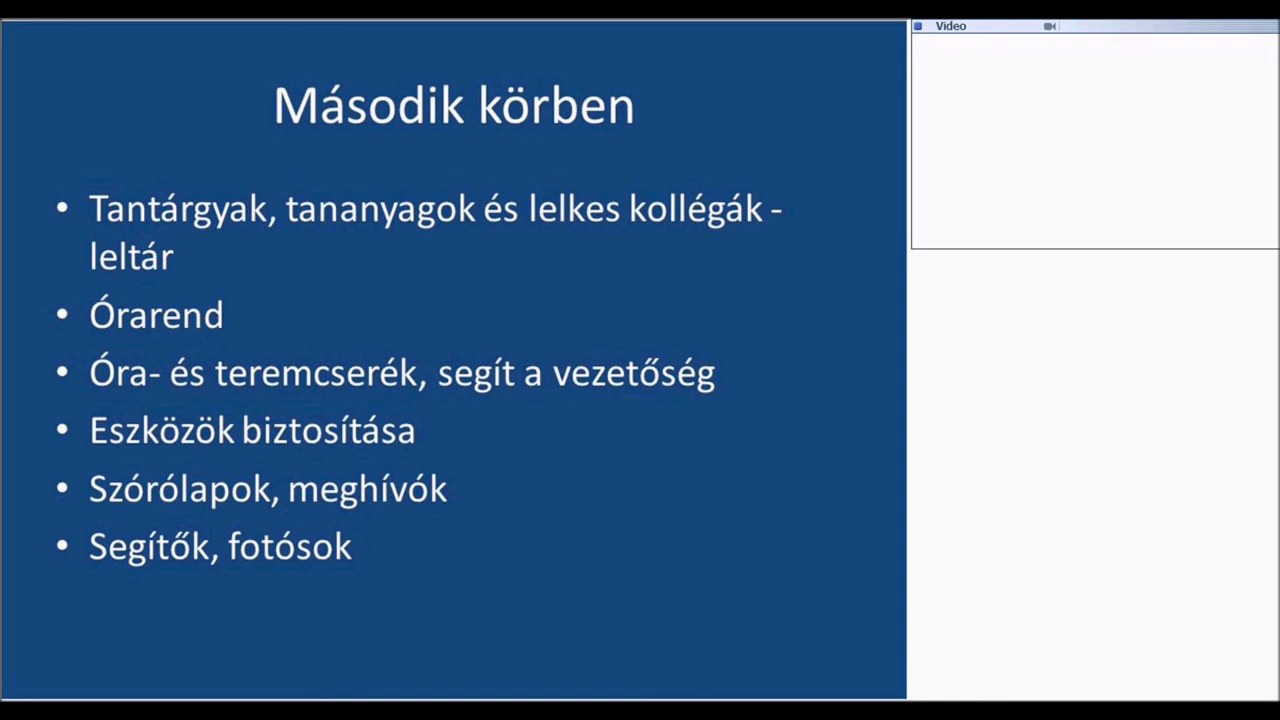 Második körben
• Tantárgyak, tananyagok és lelkes kollégák -
leltár
• Órarend
• Óra- és teremcserék, segít a vezetőség
• Eszközök biztosítása
• Szórólapok, meghívók
• Segítők, fotósok
Video